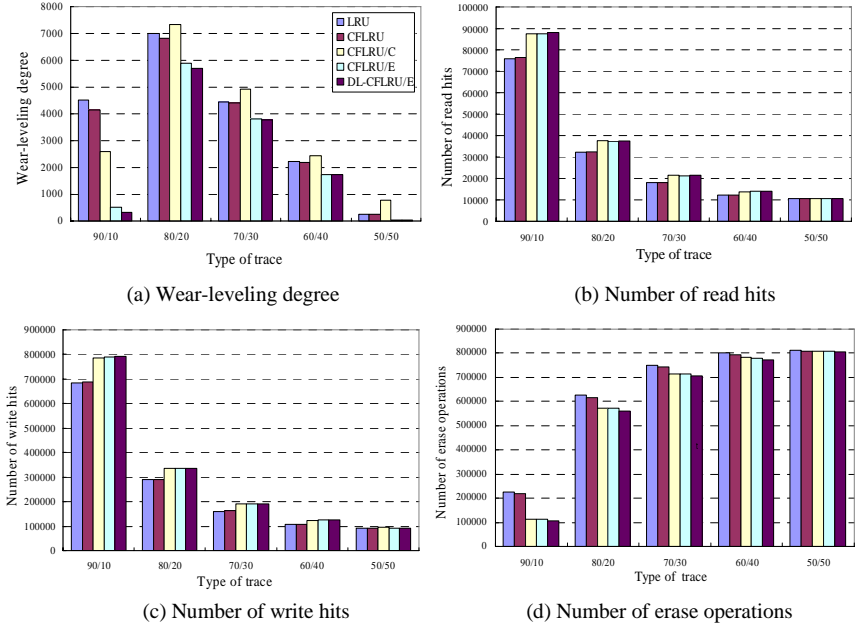 8000
7000
6000
5000
4000
3000
2000
1000
0
Wear-leveling degree
LRU
CFLRU
CFLRU/C
CFLRU/E
DL-CFLRU/E
90/10 80/20 70/30 60/40 50/50
Type of trace
(a) Wear-leveling degree
100000
90000
80000
70000
60000
50000
40000
30000
20000
10000
0
Number of read hits
90/10 80/20 70/30 60/40 50/50
Type of trace
(b) Number of read hits
900000
800000
700000
600000
500000
400000
300000
200000
100000
0
Number of write hits
90/10 80/20 70/30 60/40 50/50
Type of trace
(c) Number of write hits
900000
800000
700000
600000
500000
400000
300000
200000
100000
0
Number of erase operations
90/10 80/20 70/30 60/40 50/50
Type of trace
(d) Number of erase operations